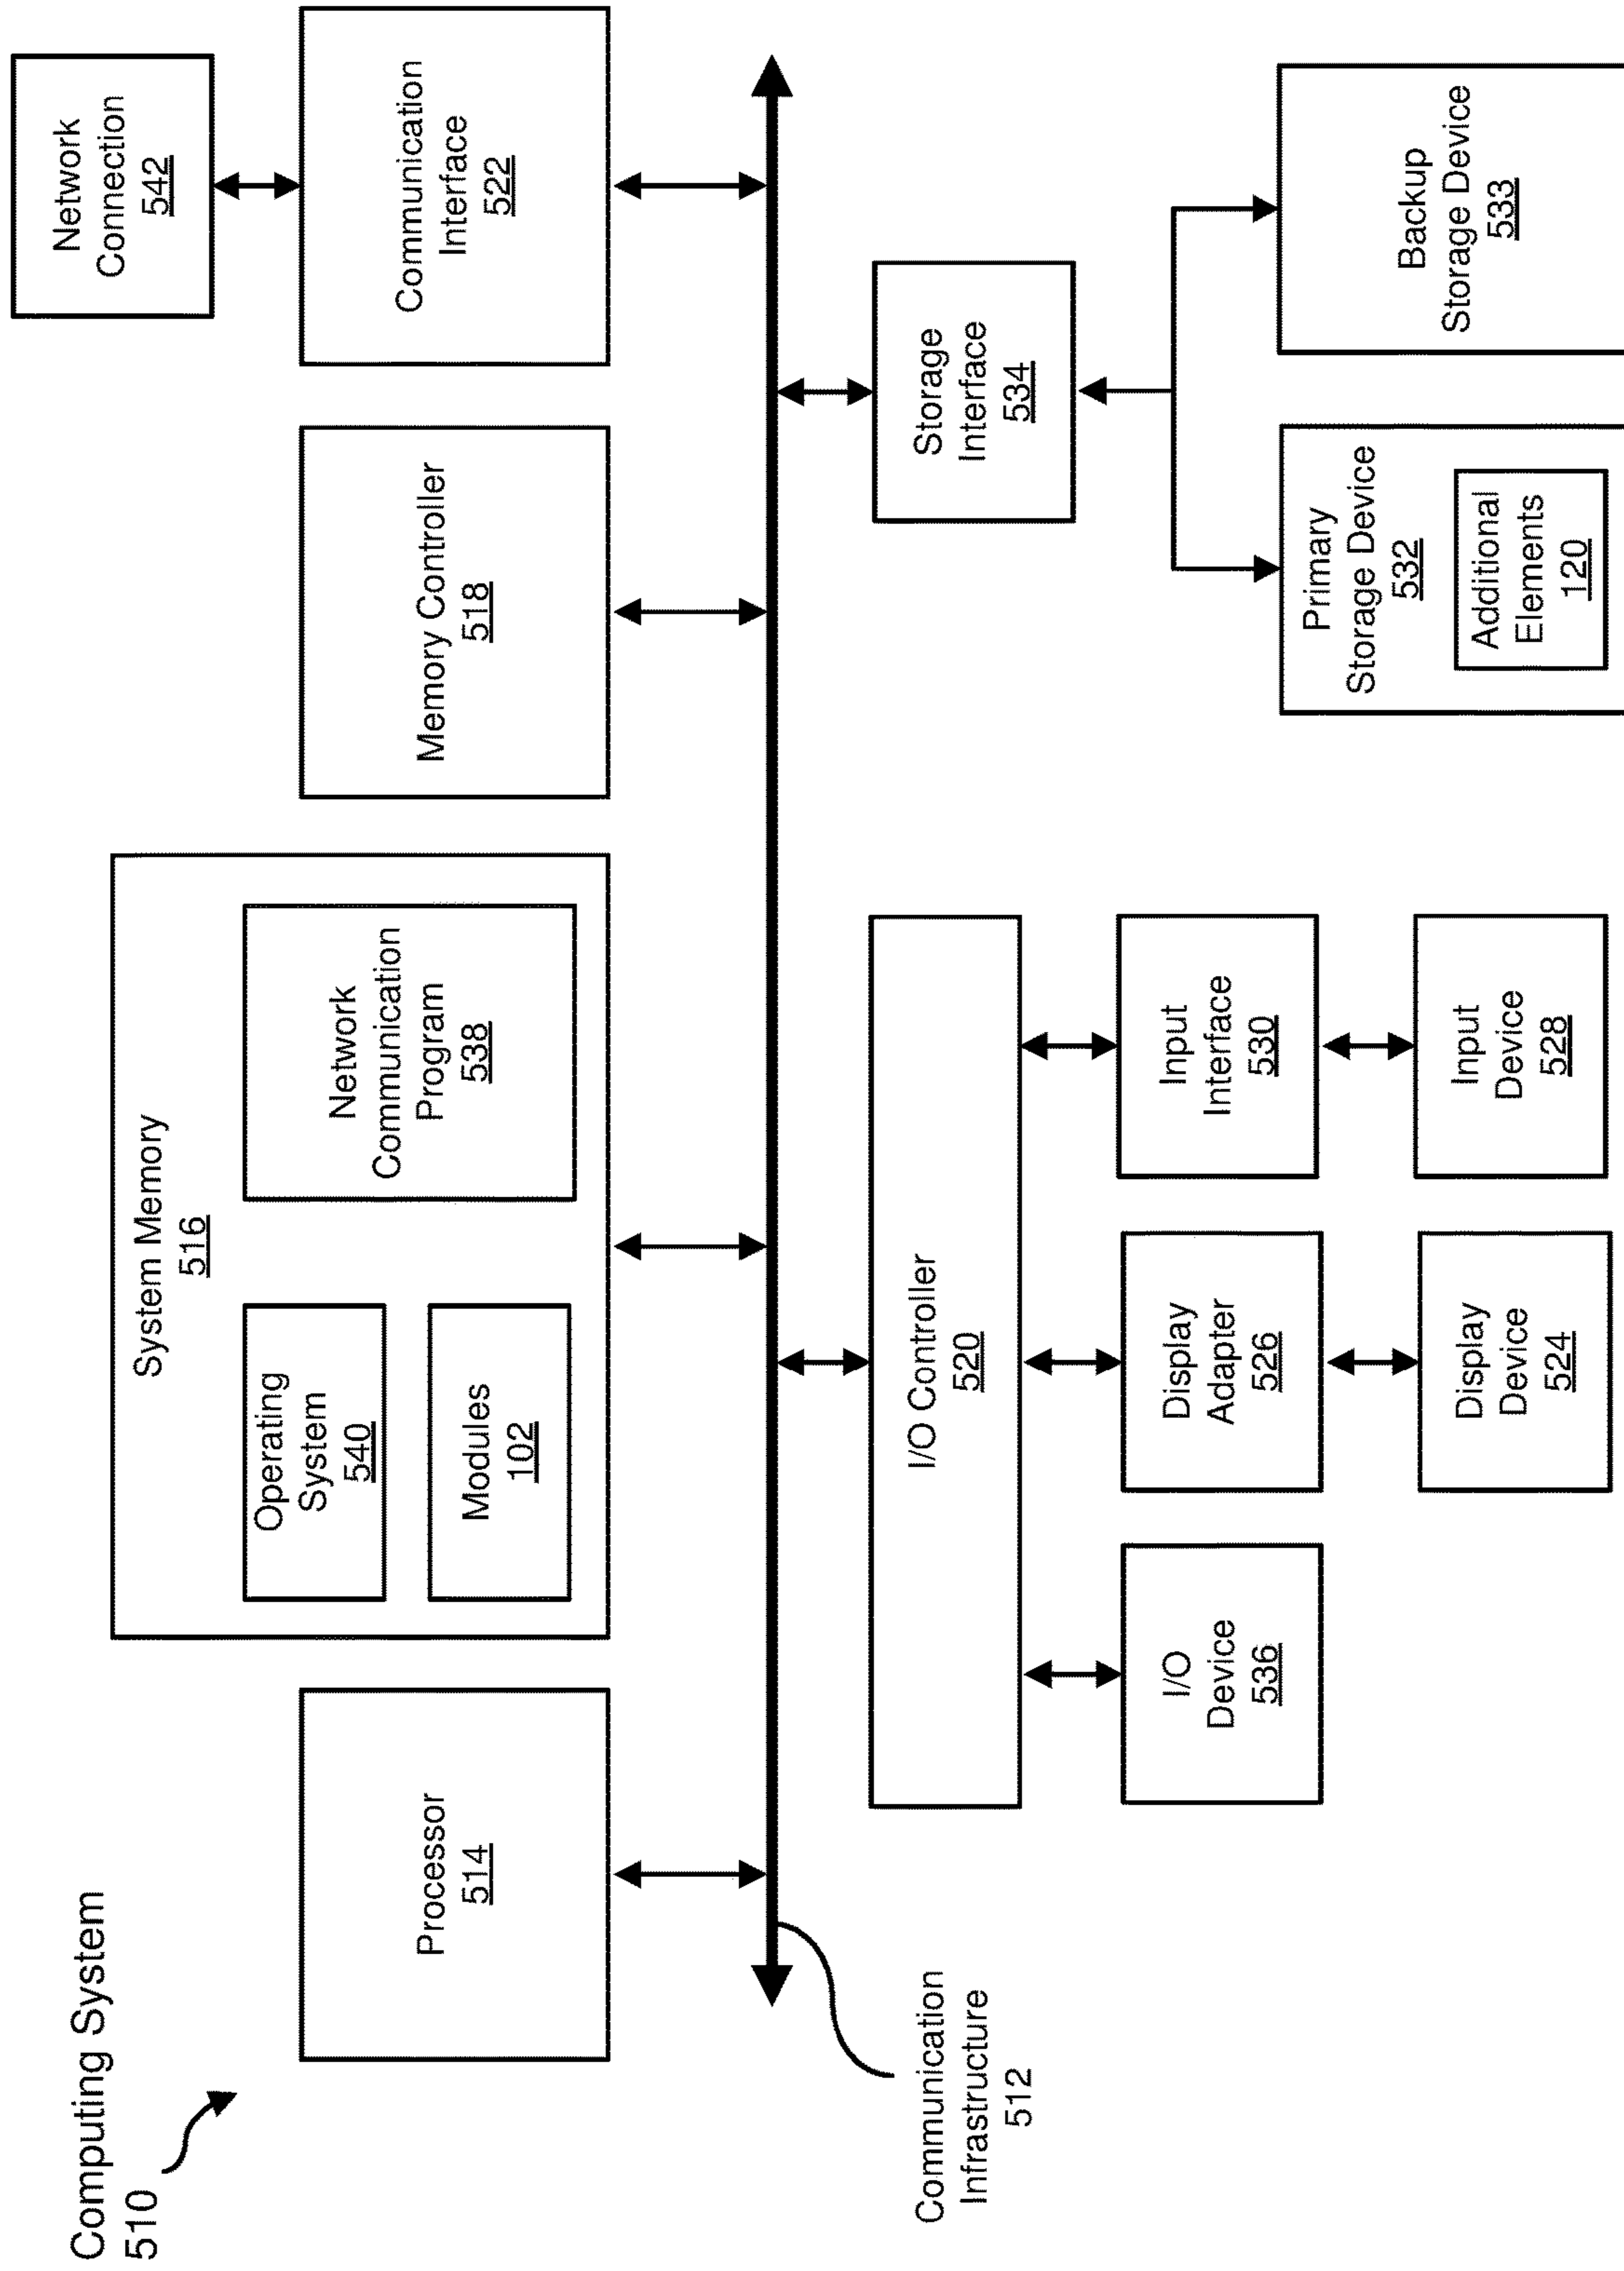 Computing System
510
Processor
514
System Memory
516
Operating
System
540
Modules
102
Network
Communication
Program
538
Memory Controller
518
Network
Connection
542
Communication
Interface
522
Communication
Infrastructure
512
I/O Controller
520
I/O
Device
536
Display
Adapter
526
Display
Device
524
Input
Interface
530
Input
Device
528
Storage
Interface
534
Primary
Storage Device
532
Additional
Elements
120
Backup
Storage Device
533